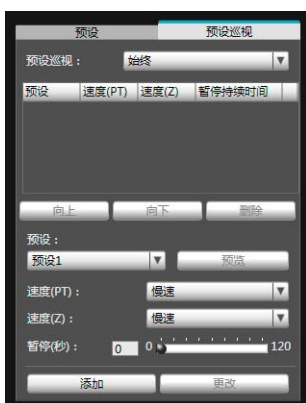 预设 预设巡视
预设巡视： 始终
预设 速度(PT) 速度(Z) 暂停持续时间
向上 向下 删除
预设：
预设1 预览
速度(PT)： 慢速
速度(Z)： 慢速
暂停(秒)： 0 0 120
添加 更改